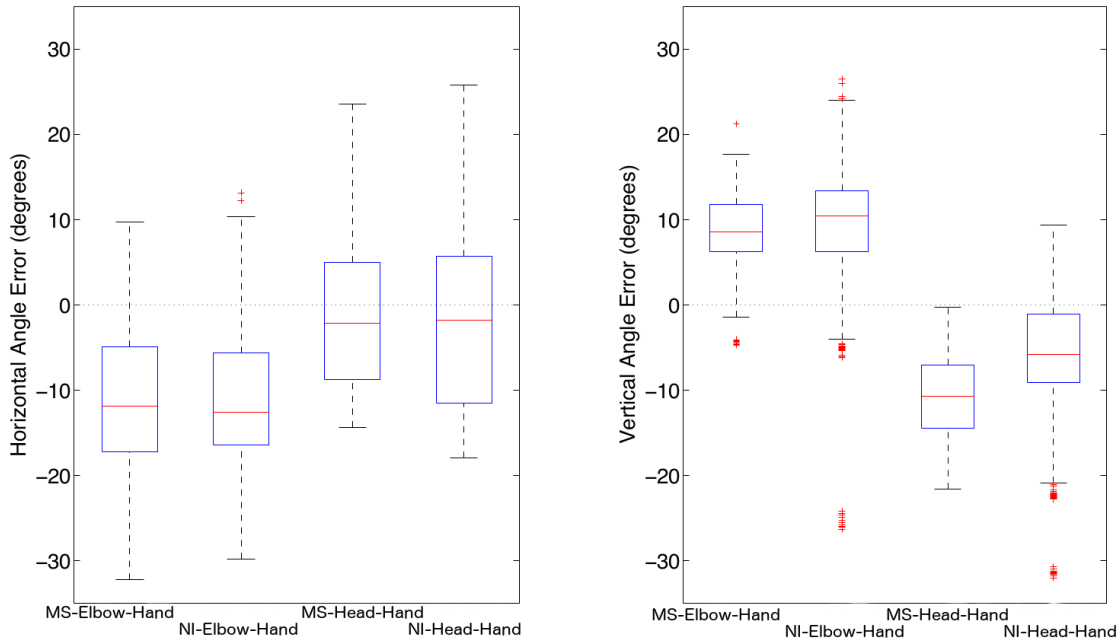 Horizontal Angle Error (degrees)
30
20
10
0
−10
−20
−30
MS-Elbow-Hand
NI-Elbow-Hand
MS-Head-Hand
NI-Head-Hand
Vertical Angle Error (degrees)
30
20
10
0
−10
−20
−30
MS-Elbow-Hand
NI-Elbow-Hand
MS-Head-Hand
NI-Head-Hand